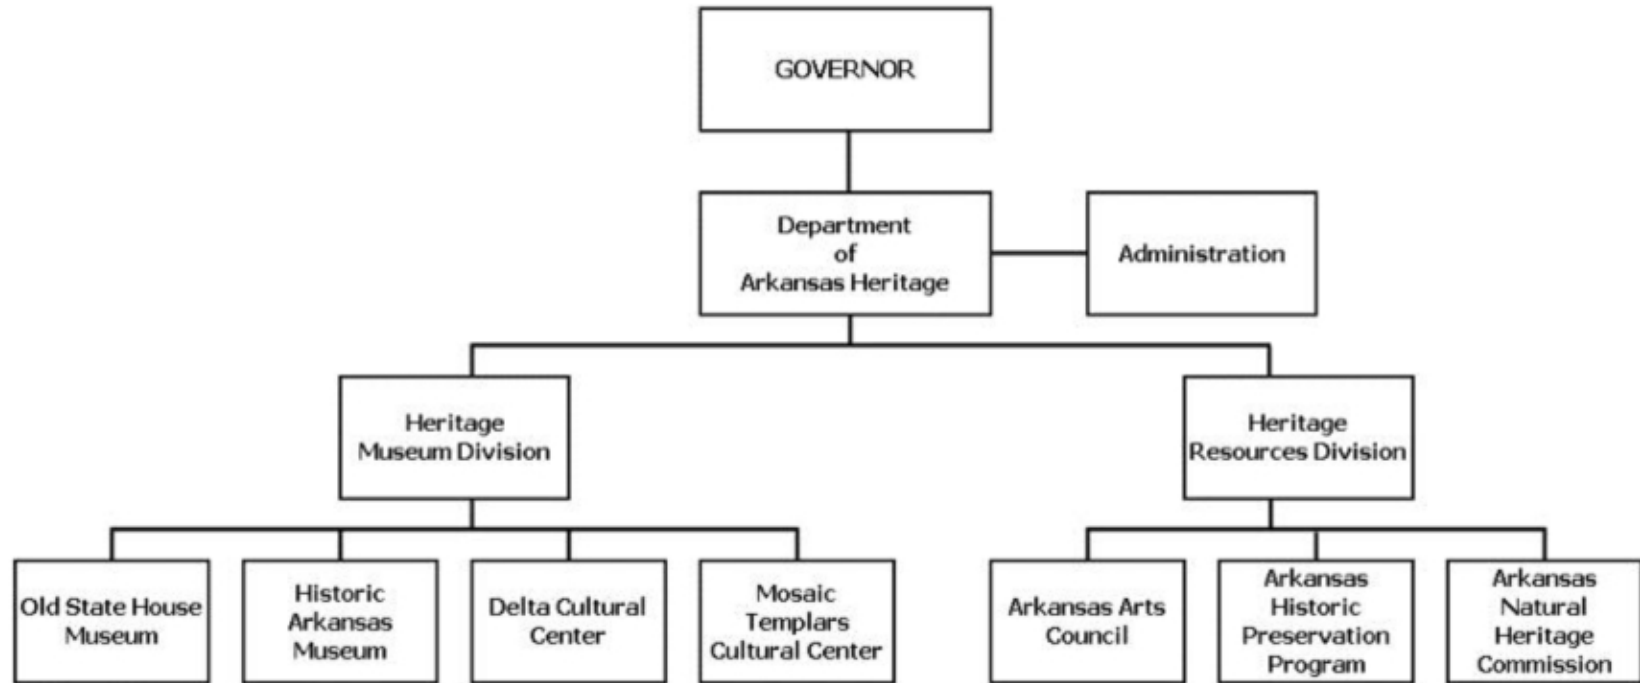 GOVERNOR
Department
of
Arkansas Heritage
Administration
Heritage
Museum Division
Heritage
Resources Division
Old State House
Museum
Historic
Arkansas
Museum
Delta Cultural
Center
Mosaic
Templars
Cultural Center
Arkansas Arts
Council
Arkansas
Historic
Preservation
Program
Arkansas
Natural
Heritage
Commission